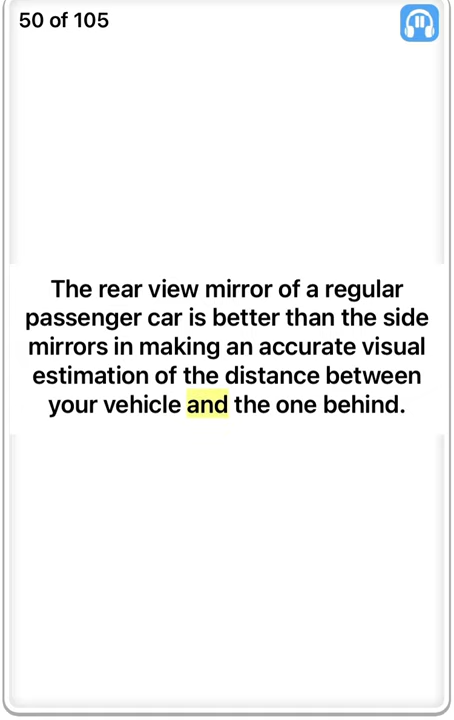 50 of 105
The rear view mirror of a regular
passenger car is better than the side
mirrors in making an accurate visual
estimation of the distance between
your vehicle and the one behind.